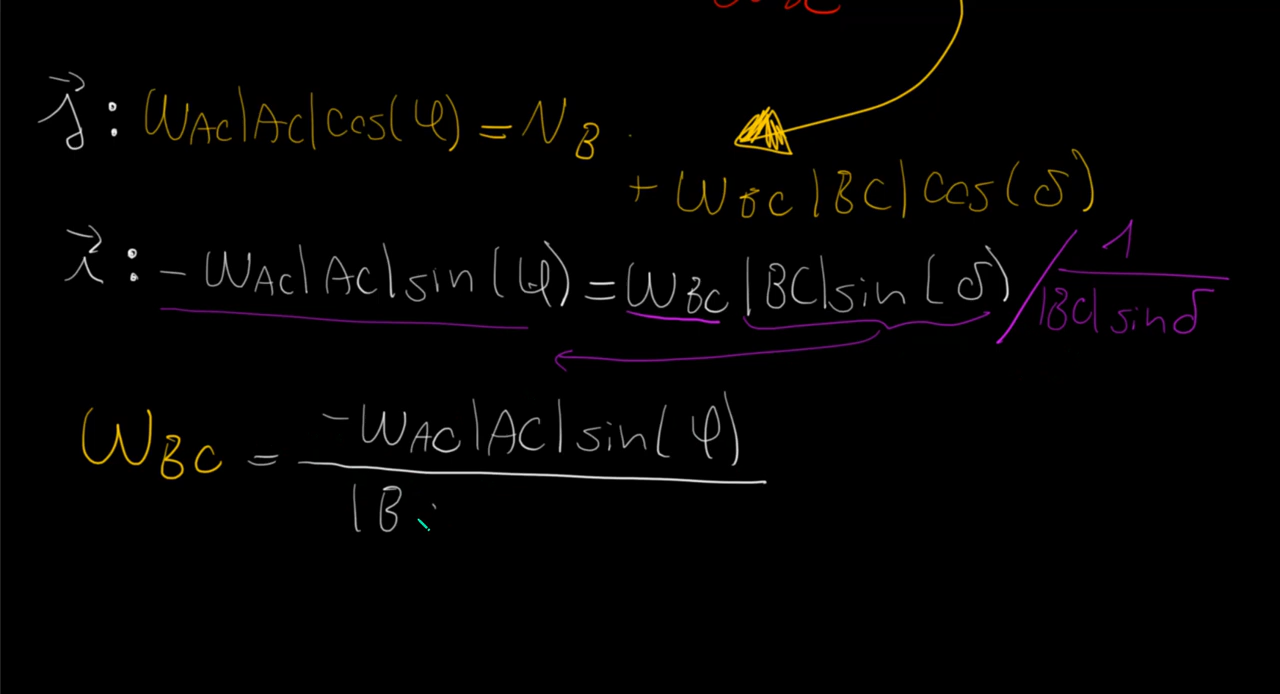 j⃗ : ωAC|AC|cos(φ) = NB
+ ωBC|BC|cos(δ)
i⃗ : - ωAC|AC|sin(φ) = ωBC|BC|sin(δ) / 1/|BC|sinδ
ωBC = -ωAC|AC|sin(φ)
|B